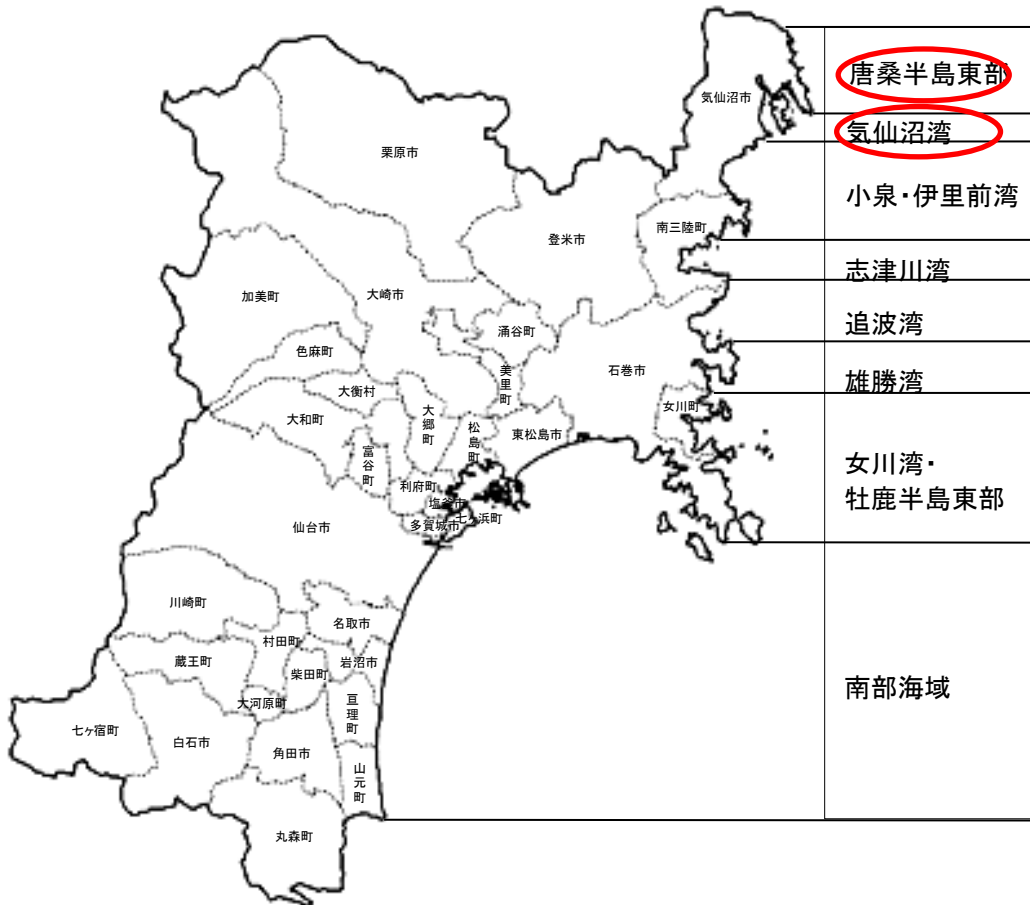 唐桑半島東部
気仙沼市
気仙沼湾
栗原市
小泉・伊里前湾
南三陸町
登米市
志津川湾
加美町
大崎市
追波湾
涌谷町
色麻町
美里町
石巻市
雄勝湾
大衡村
女川町
大和町
大郷町
松島町
東松島市
富谷町
女川湾・
牡鹿半島東部
利府町
塩釜市
七ヶ浜町
多賀城市
仙台市
川崎町
名取市
村田町
蔵王町
岩沼市
柴田町
南部海域
大河原町
亘理町
七ヶ宿町
白石市
角田市
山元町
丸森町